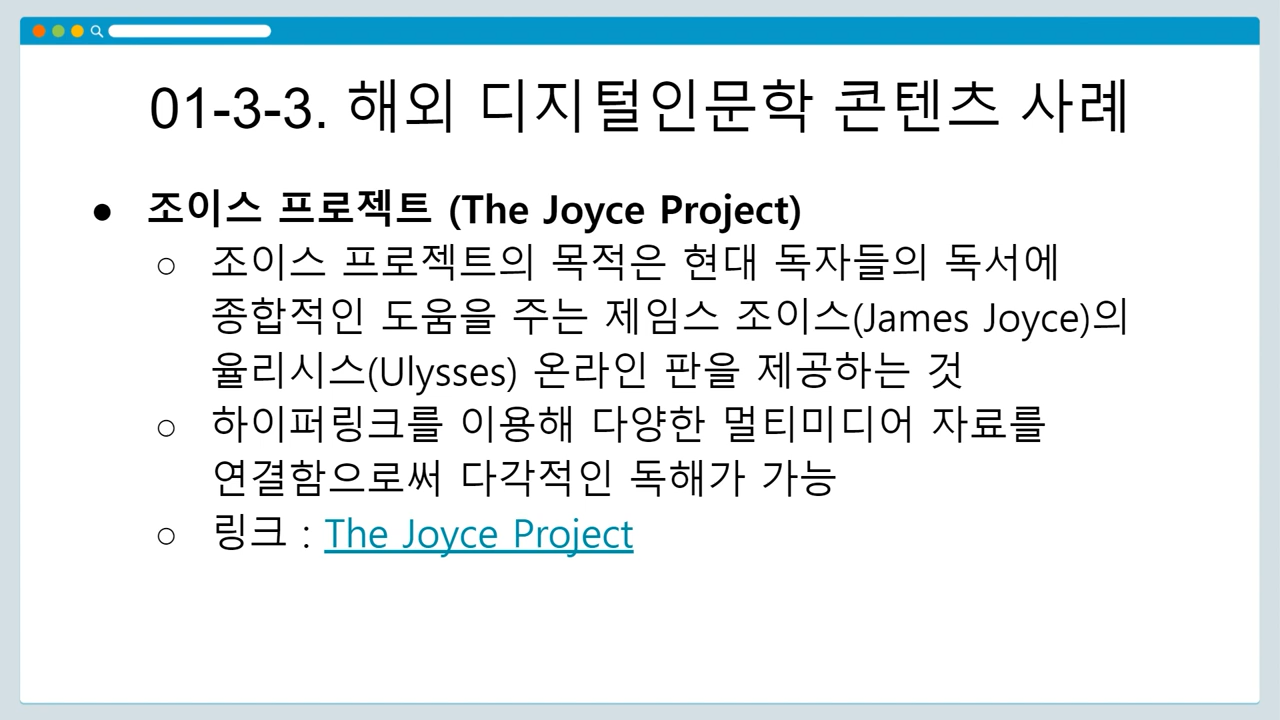 01-3-3. 해외 디지털인문학 콘텐츠 사례
● 조이스 프로젝트 (The Joyce Project)
○ 조이스 프로젝트의 목적은 현대 독자들의 독서에
종합적인 도움을 주는 제임스 조이스(James Joyce)의
율리시스(Ulysses) 온라인 판을 제공하는 것
○ 하이퍼링크를 이용해 다양한 멀티미디어 자료를
연결함으로써 다각적인 독해가 가능
○ 링크 : The Joyce Project